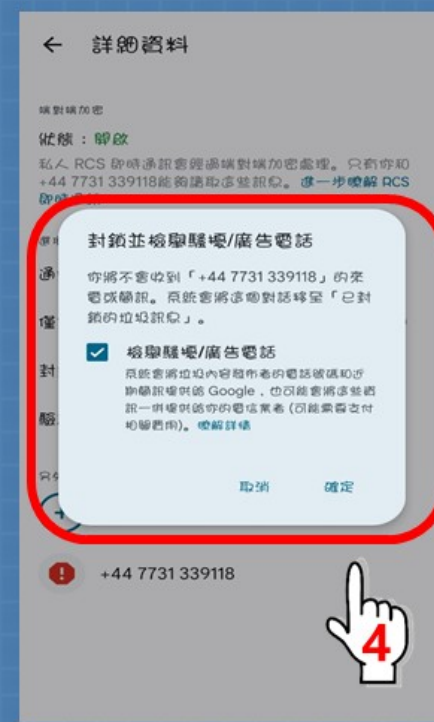 ← 詳細資料
端對端加密
狀態：開啟
私人 RCS 即時通訊會經過端對端加密處理。只有你和
+44 7731 339118能夠讀取這些訊息。進一步瞭解 RCS
封鎖並檢舉騷擾/廣告電話
你將不會收到「+44 7731 339118」的來
電或簡訊。系統會將這個對話移至「已封
鎖的垃圾訊息」。
檢舉騷擾/廣告電話
系統會將垃圾內容發布者的電話號碼和近
期簡訊提供給 Google，也可能會將這些資
訊一併提供給你的電信業者 (可能需要支付
相關費用)。瞭解詳情
取消 確定
+44 7731 339118
4